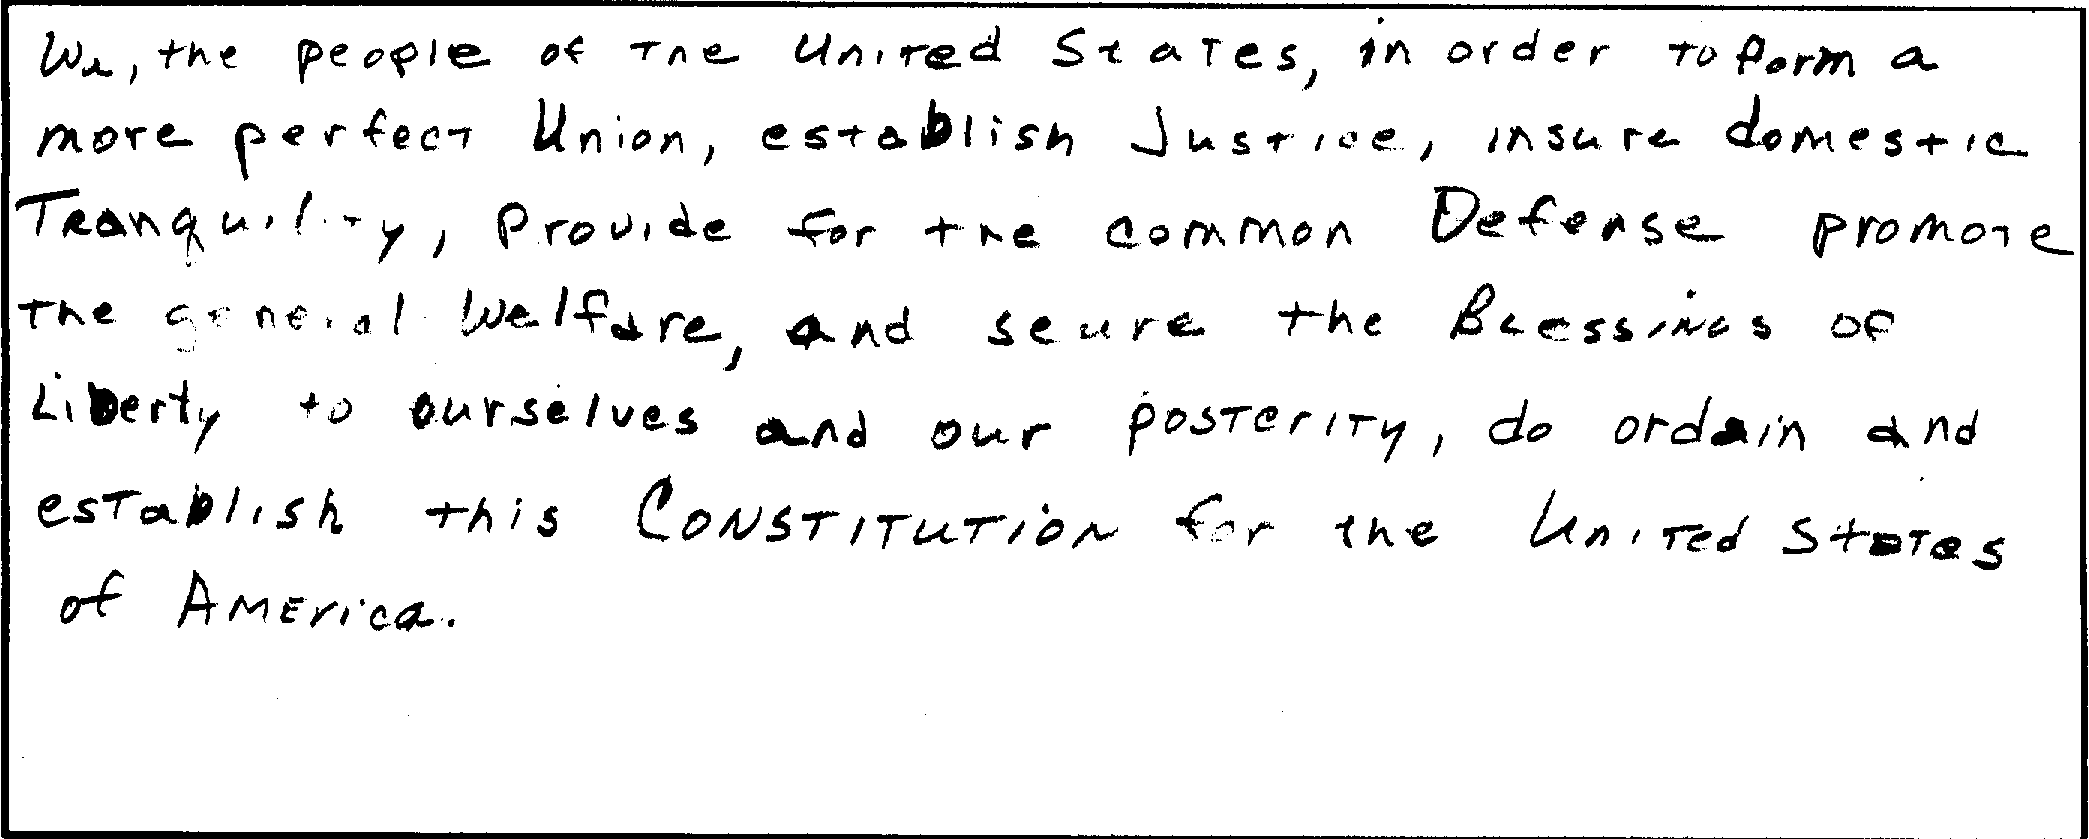 We, the people of the United States, in order to form a
more perfect Union, establish Justice, insure domestic
Tranquility, Provide for the common Defense promote
the general Welfare, and seure the Blessings of
Liberty to ourselves and our posterity, do ordain and
establish this CONSTITUTION for the United States
of America.